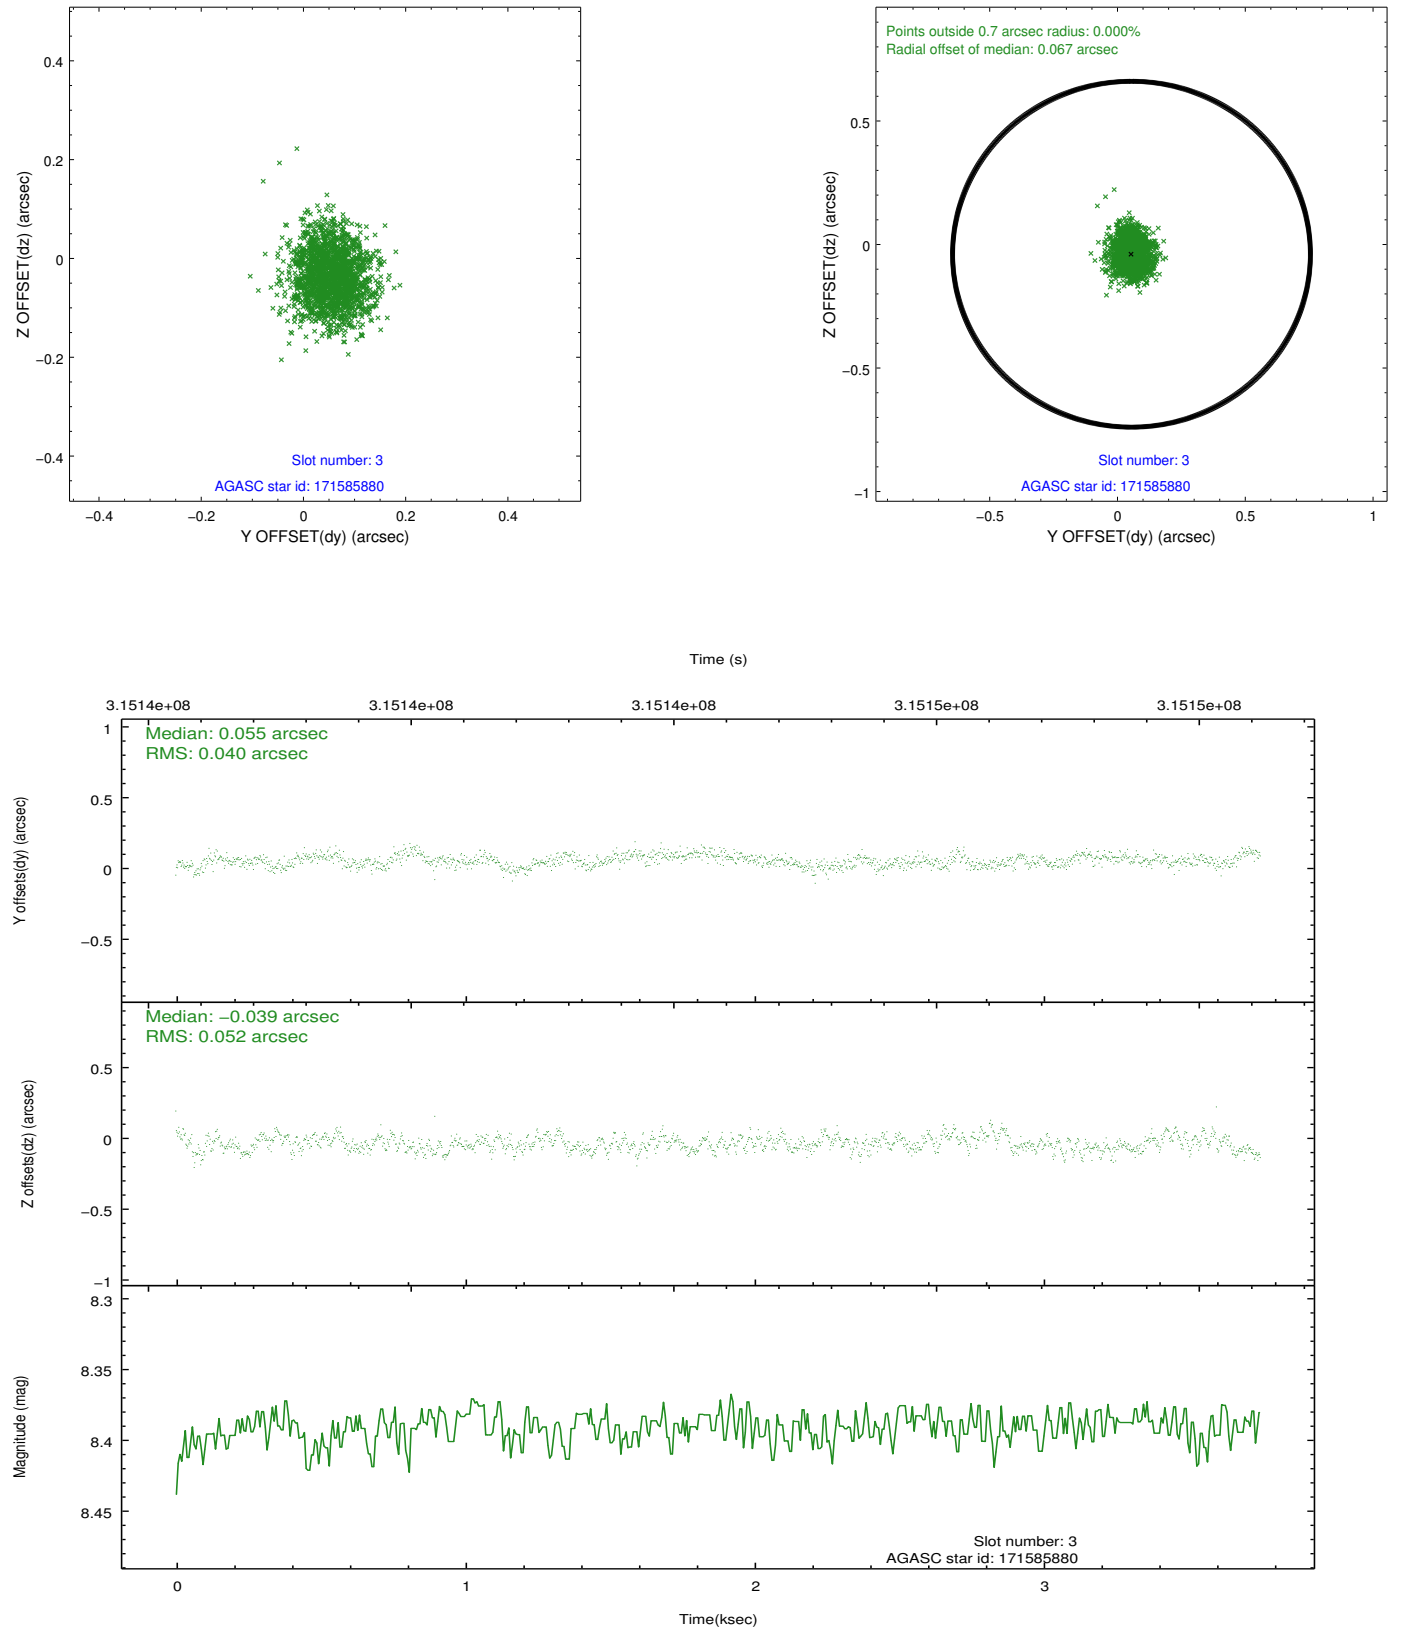 0.4
0.2
0
−0.2
−0.4
Z OFFSET(dz) (arcsec)
−0.4
−0.2
0
0.2
0.4
Y OFFSET(dy) (arcsec)
Slot number: 3
AGASC star id: 171585880
Points outside 0.7 arcsec radius: 0.000%
Radial offset of median: 0.067 arcsec
0.5
0
−0.5
−1
Z OFFSET(dz) (arcsec)
−0.5
0
0.5
1
Y OFFSET(dy) (arcsec)
Slot number: 3
AGASC star id: 171585880
Time (s)
3.1514e+08
3.1514e+08
3.1514e+08
3.1515e+08
3.1515e+08
Median: 0.055 arcsec
RMS: 0.040 arcsec
1
0.5
0
−0.5
Y offsets(dy) (arcsec)
Median: −0.039 arcsec
RMS: 0.052 arcsec
0.5
0
−0.5
−1
Z offsets(dz) (arcsec)
8.3
8.35
8.4
8.45
Magnitude (mag)
Slot number: 3
AGASC star id: 171585880
0
1
2
3
Time(ksec)